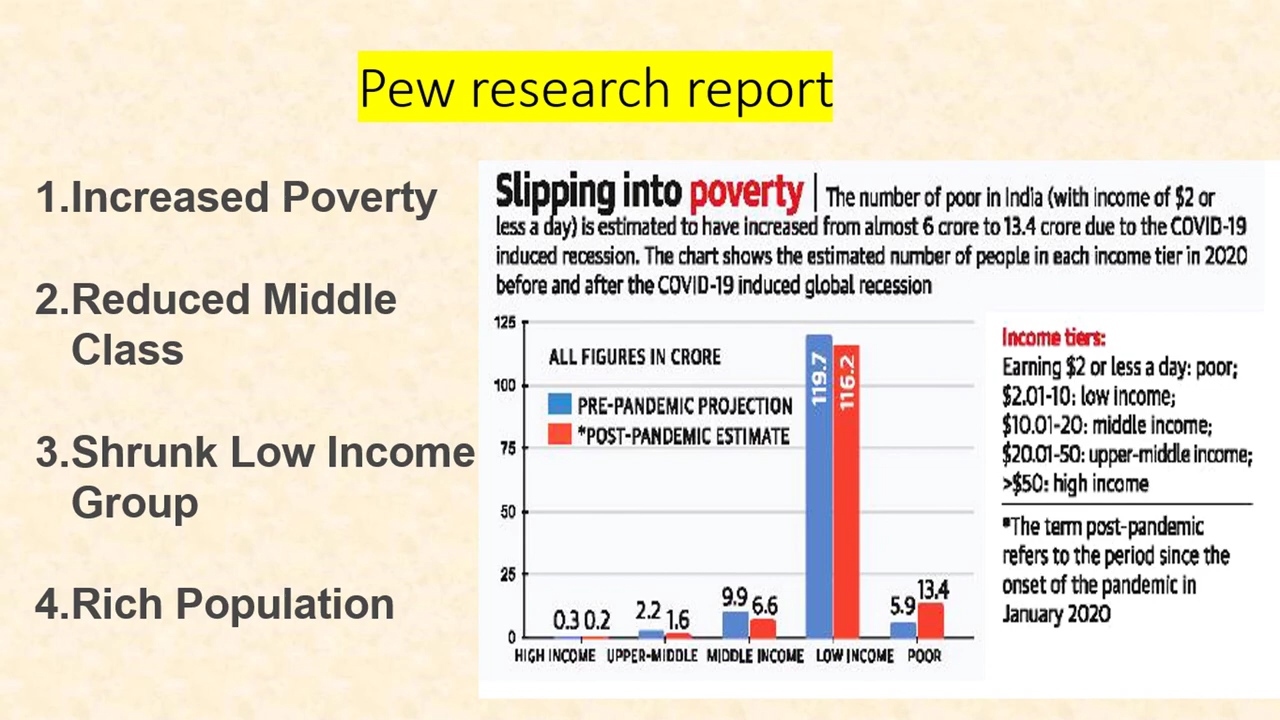 Pew research report
1.Increased Poverty
2.Reduced Middle
Class
3.Shrunk Low Income
Group
4.Rich Population
Slipping into poverty | The number of poor in India (with income of $2 or
less a day) is estimated to have increased from almost 6 crore to 13.4 crore due to the COVID-19
induced recession. The chart shows the estimated number of people in each income tier in 2020
before and after the COVID-19 induced global recession
125
100
75
50
25
0
ALL FIGURES IN CRORE
PRE-PANDEMIC PROJECTION
*POST-PANDEMIC ESTIMATE
0.3 0.2
2.2 1.6
9.9 6.6
119.7 116.2
5.9 13.4
HIGH INCOME UPPER-MIDDLE MIDDLE INCOME LOW INCOME POOR
Income tiers:
Earning $2 or less a day: poor;
$2.01-10: low income;
$10.01-20: middle income;
$20.01-50: upper-middle income;
>$50: high income
*The term post-pandemic
refers to the period since the
onset of the pandemic in
January 2020